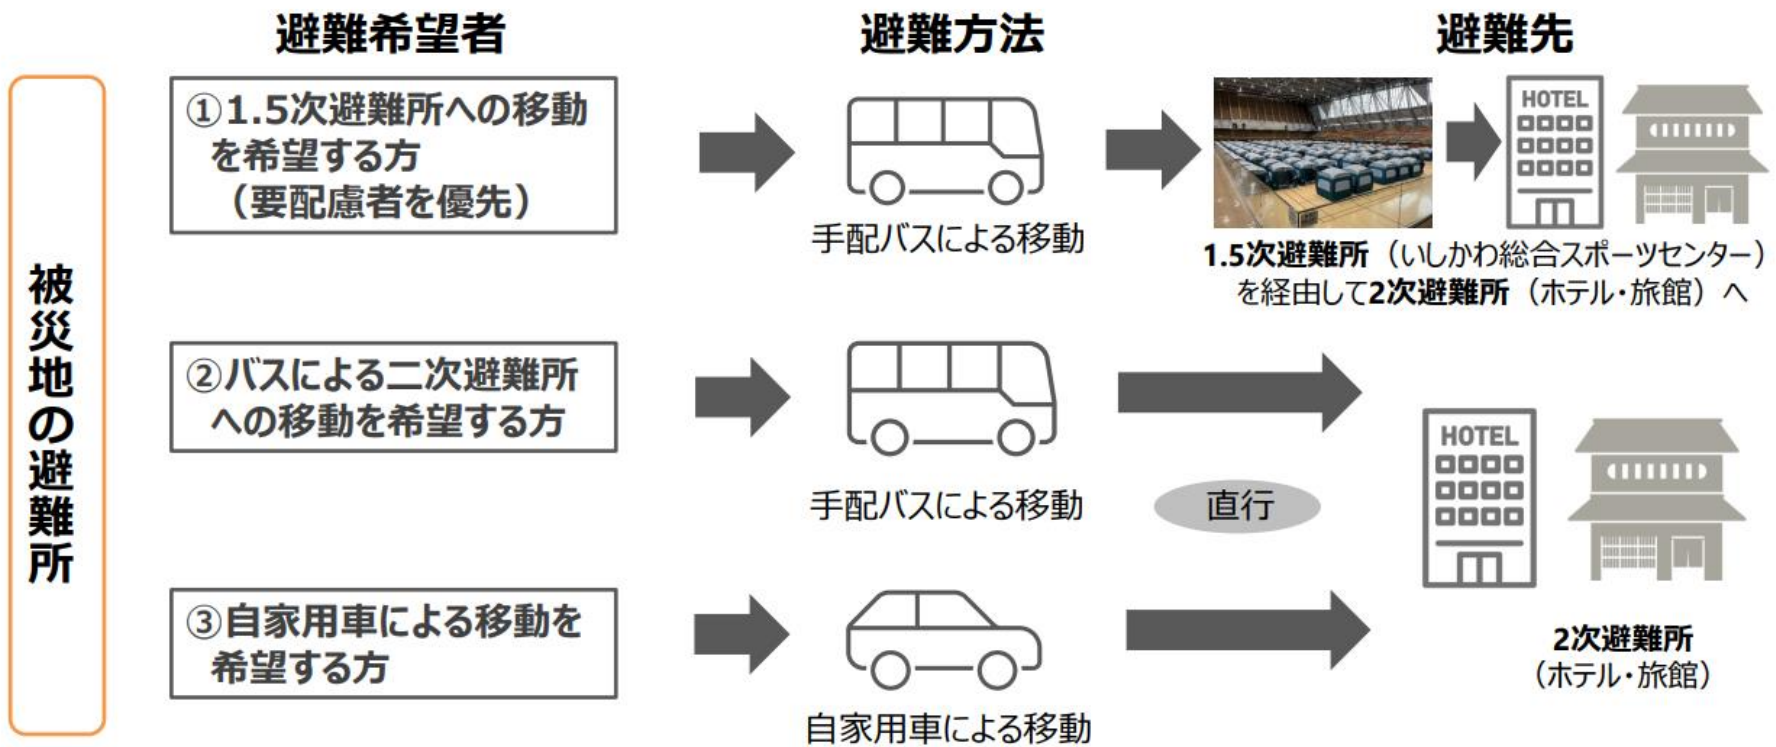 避難希望者
避難方法
避難先
被災地の避難所
①1.5次避難所への移動
を希望する方
（要配慮者を優先）
手配バスによる移動
HOTEL
1.5次避難所（いしかわ総合スポーツセンター）
を経由して2次避難所（ホテル・旅館）へ
②バスによる二次避難所
への移動を希望する方
手配バスによる移動
直行
HOTEL
③自家用車による移動を
希望する方
自家用車による移動
2次避難所
（ホテル・旅館）